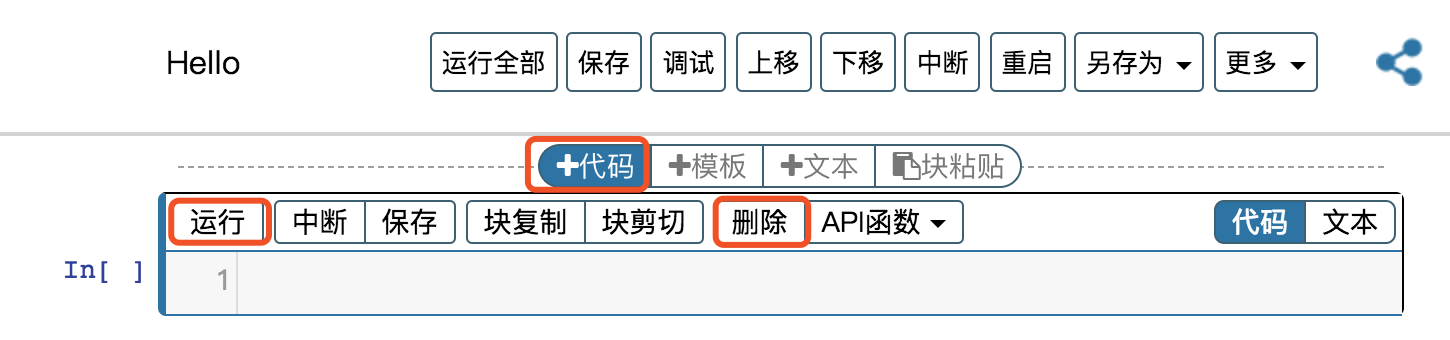 Hello 运行全部 保存 调试 上移 下移 中断 重启 另存为 更多
代码 模板 文本 块粘贴
运行 中断 保存 块复制 块剪切 删除 API函数 代码 文本
In[ ] 1